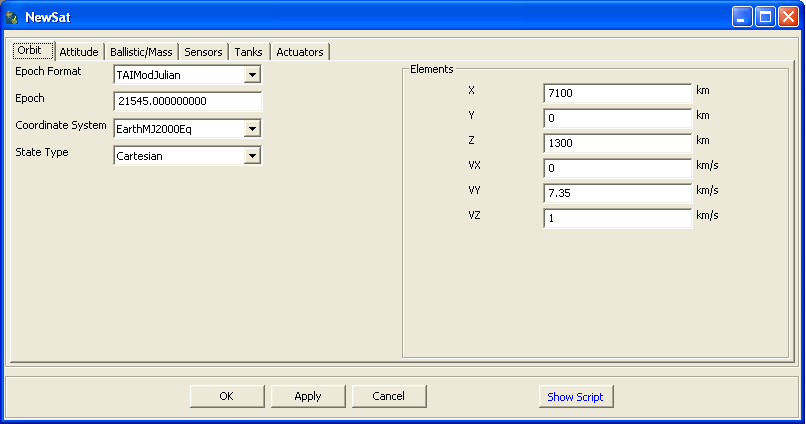 NewSat
Orbit Attitude Ballistic/Mass Sensors Tanks Actuators
Epoch Format TAIModJulian
Epoch 21545.000000000
Coordinate System EarthMJ2000Eq
State Type Cartesian
Elements
X 7100 km
Y 0 km
Z 1300 km
VX 0 km/s
VY 7.35 km/s
VZ 1 km/s
OK Apply Cancel Show Script